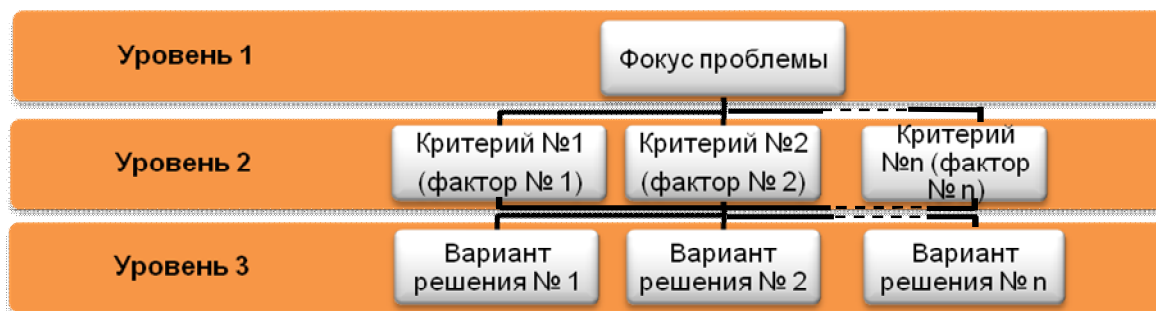 Уровень 1
Фокус проблемы
Уровень 2
Критерий №1
(фактор № 1)
Критерий №2
(фактор № 2)
Критерий
№n (фактор
№ n)
Уровень 3
Вариант
решения № 1
Вариант
решения № 2
Вариант
решения № n